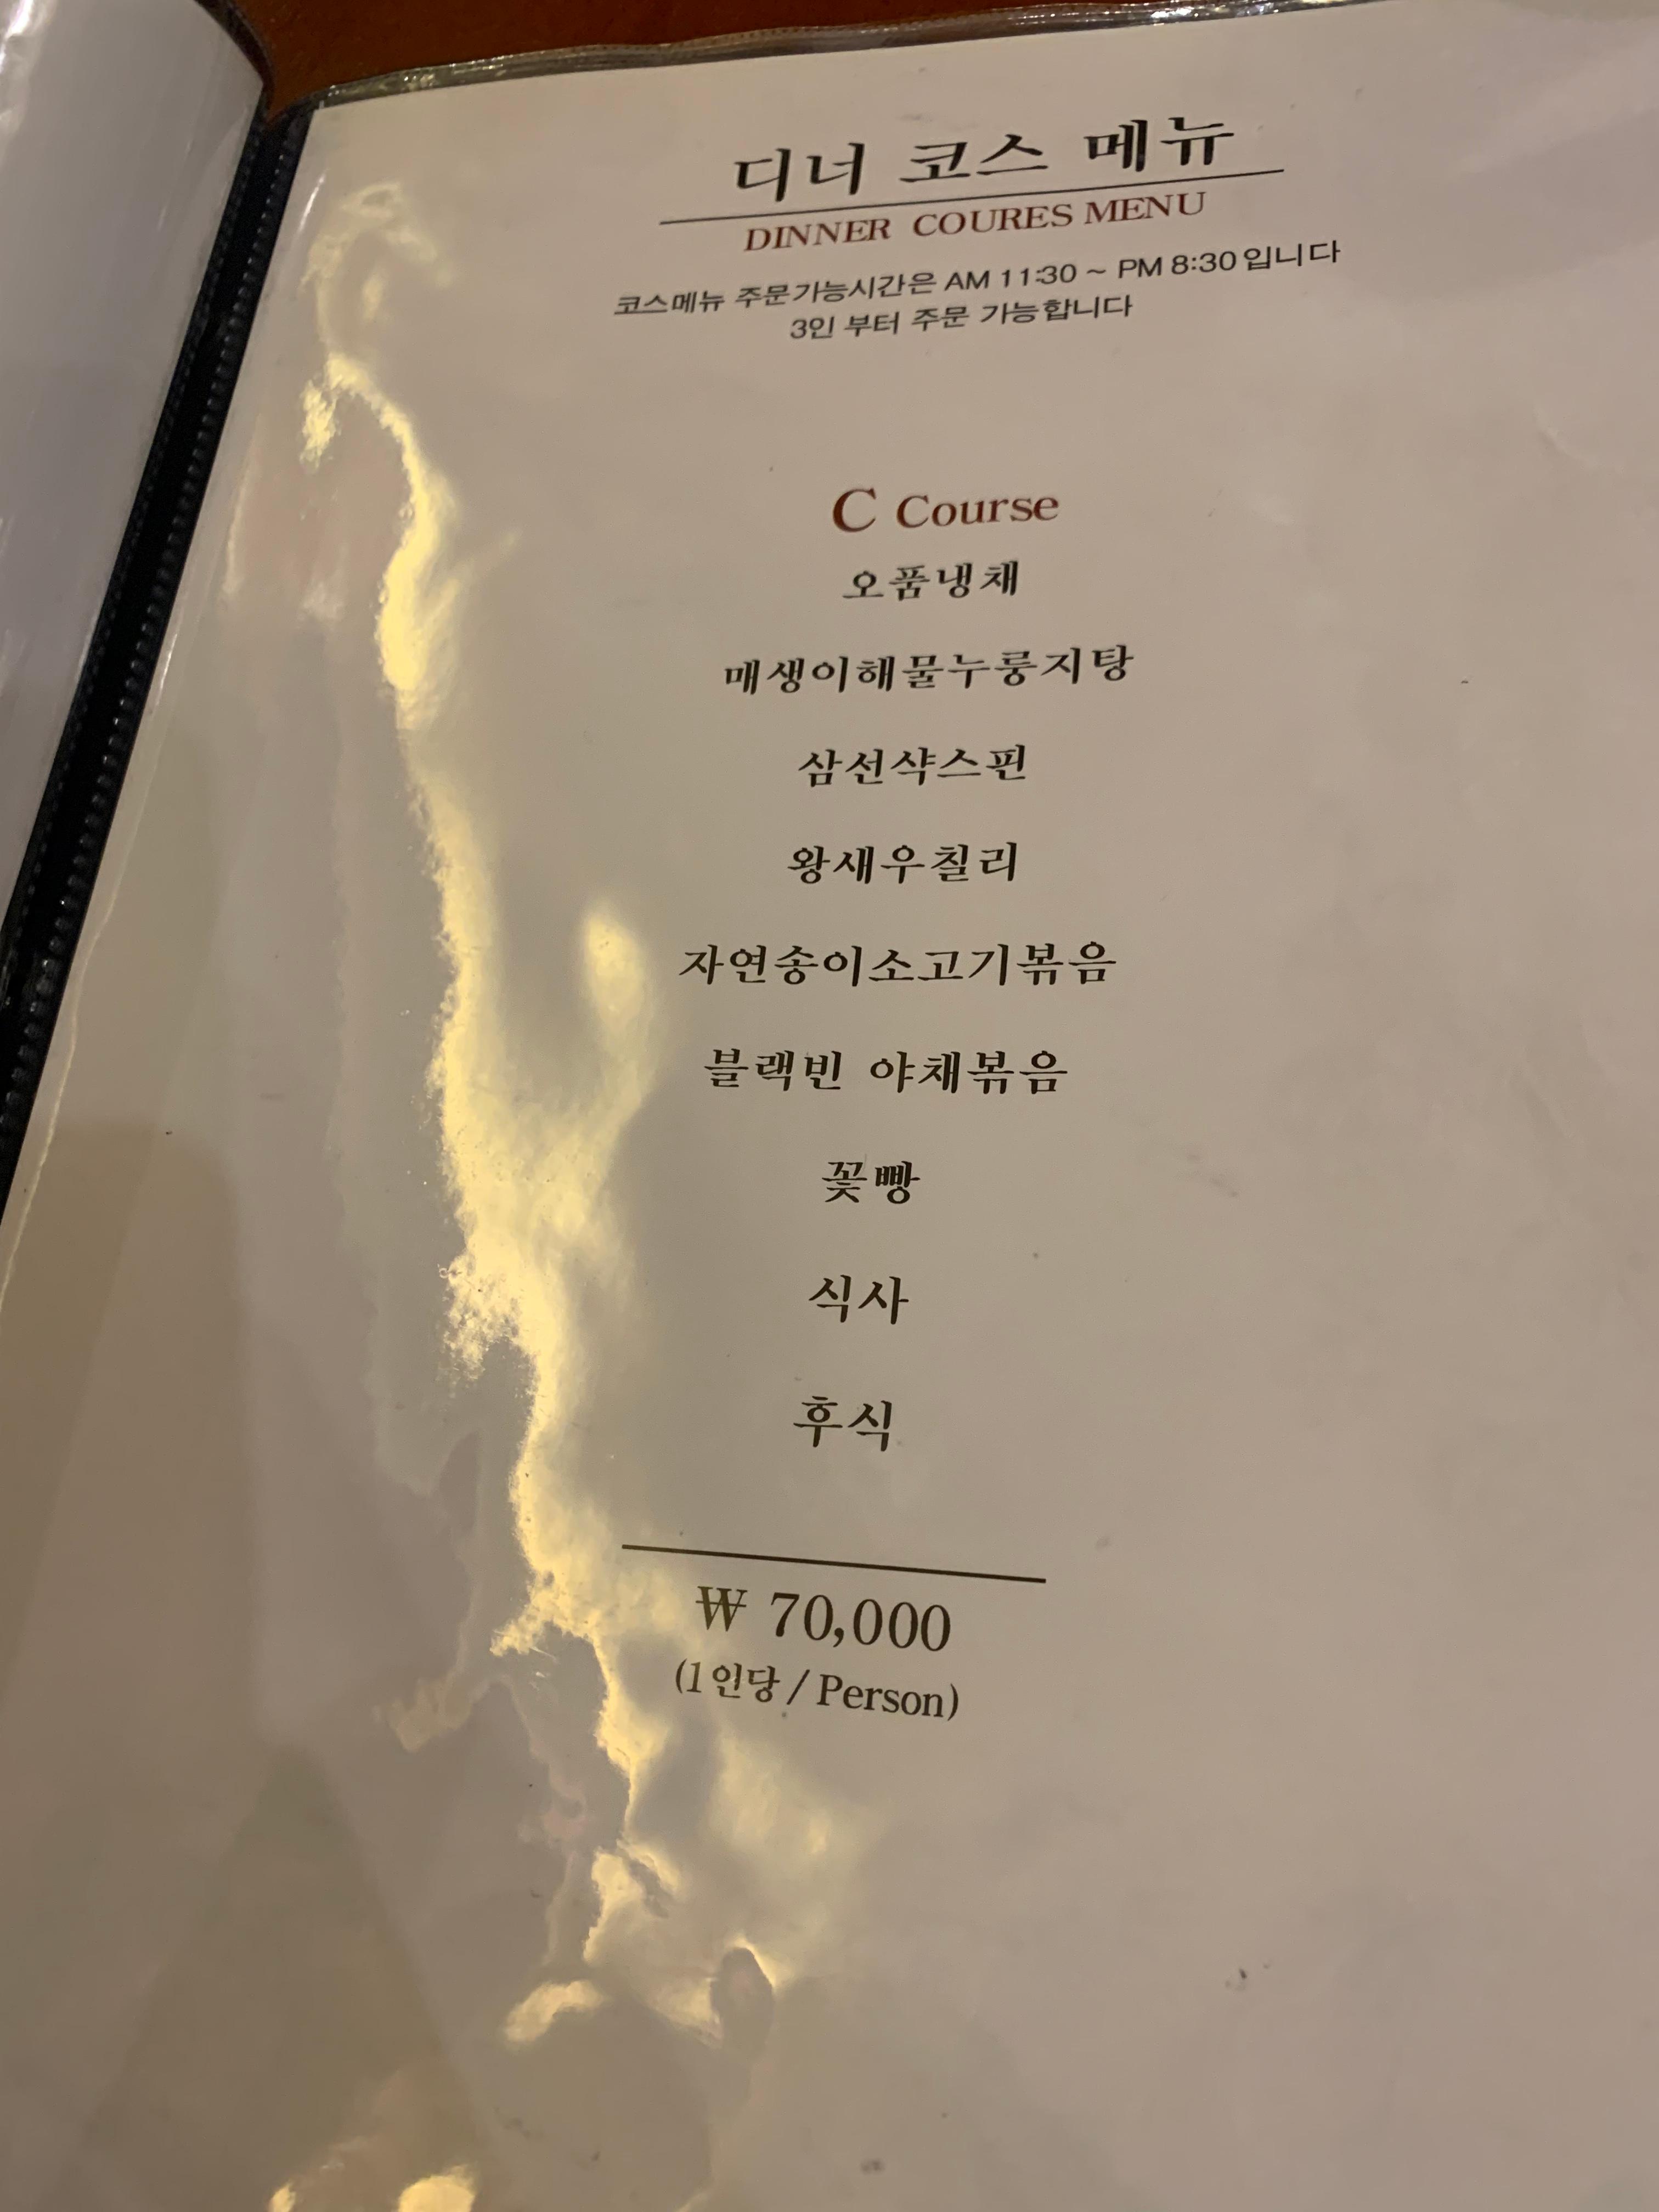 디너 코스 메뉴
DINNER COURES MENU
코스메뉴 주문가능시간은 AM 11:30 ~ PM 8:30 입니다
3인 부터 주문 가능합니다
C Course
오품냉채
매생이해물누룽지탕
삼선샥스핀
왕새우칠리
자연송이소고기볶음
블랙빈 야채볶음
꽃빵
식사
후식
₩ 70,000
(1인당 / Person)